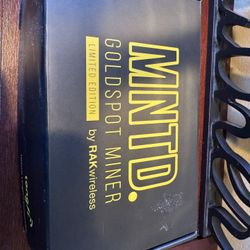 MNTD.
GOLDSPOT MINER
LIMITED EDITION
by RAKwireless